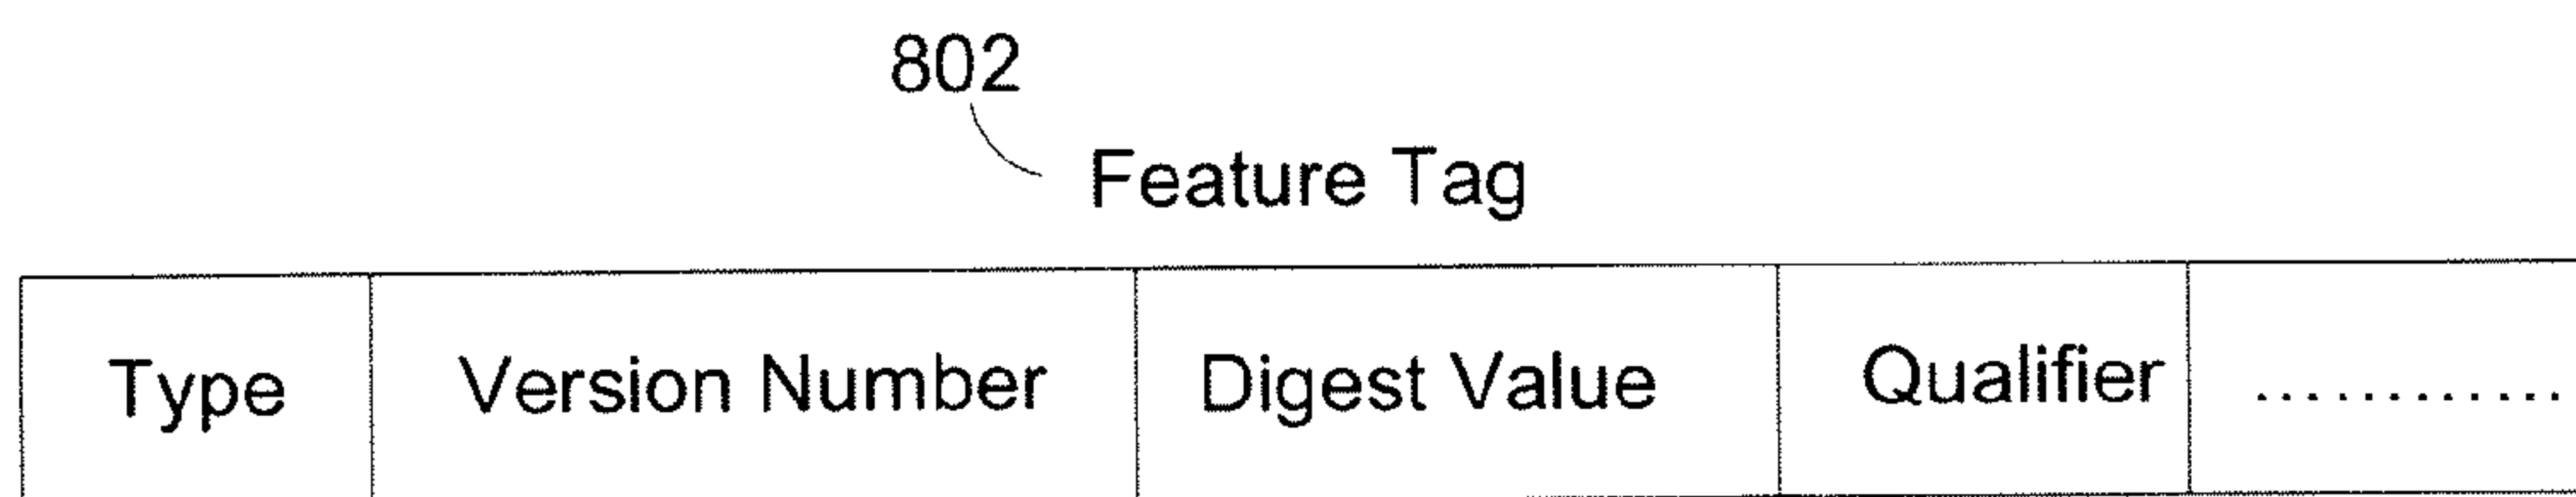 802
Feature Tag
Type Version Number Digest Value Qualifier ............